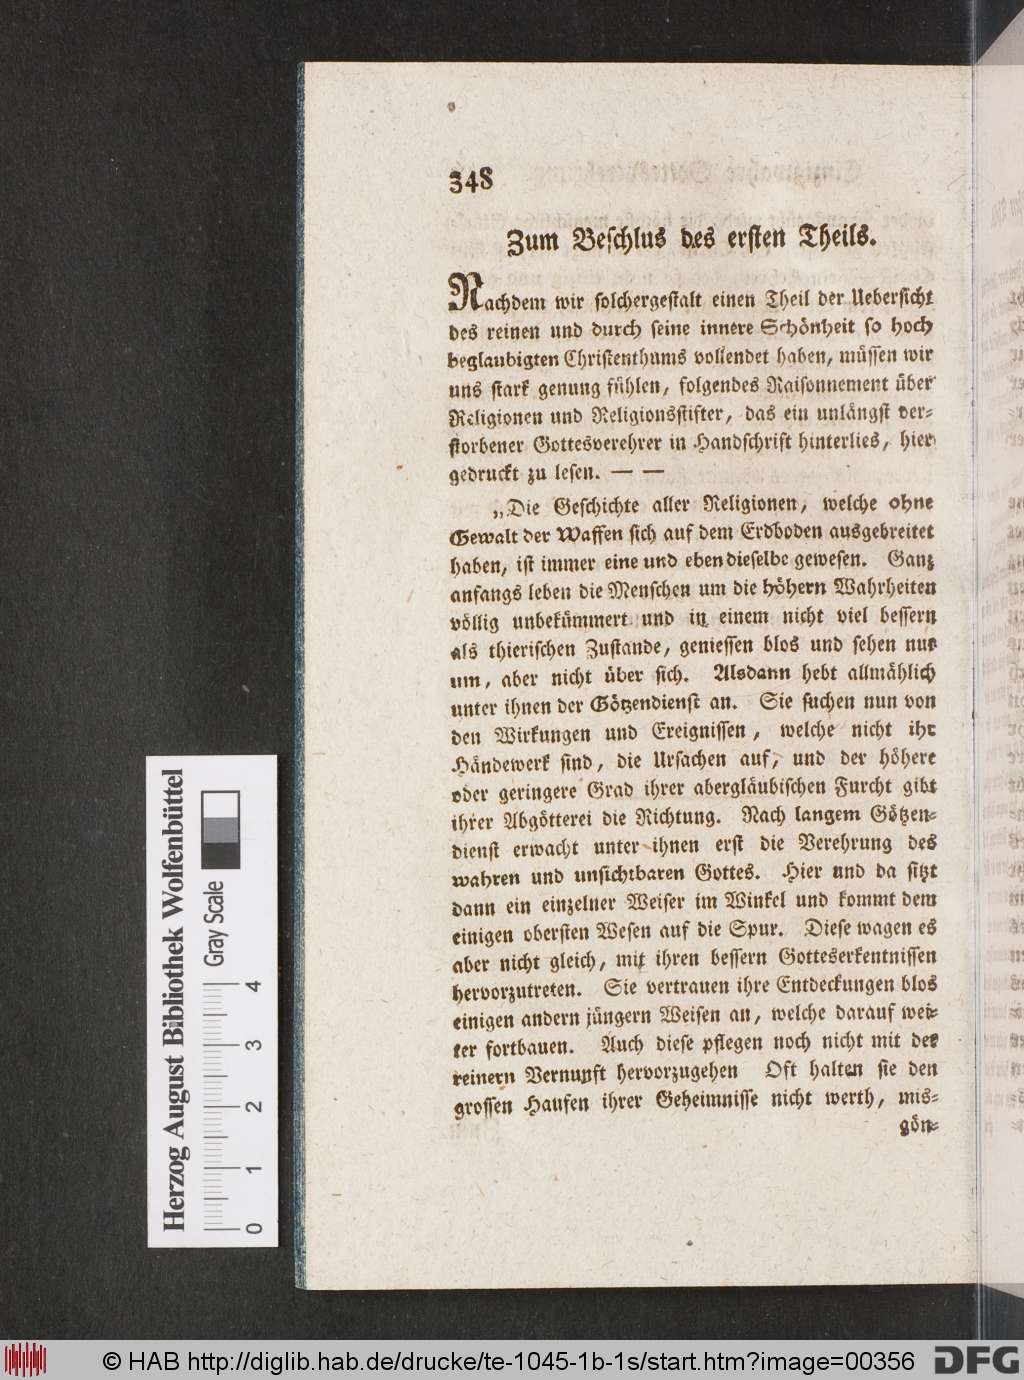 348
Zum Beschlus des ersten Theils.
Nachdem wir solchergestalt einen Theil der Uebersicht
des reinen und durch seine innere Schönheit so hoch
beglaubigten Christenthums vollendet haben, müssen wir
uns stark genung fühlen, folgendes Raisonnement über
Religionen und Religionsstifter, das ein unlängst ver-
storbener Gottesverehrer in Handschrift hinterlies, hier
gedruckt zu lesen. — —
„Die Geschichte aller Religionen, welche ohne
Gewalt der Waffen sich auf dem Erdboden ausgebreitet
haben, ist immer eine und eben dieselbe gewesen. Ganz
anfangs leben die Menschen um die höhern Wahrheiten
völlig unbekümmert und in einem nicht viel bessern
als thierischen Zustande, geniessen blos und sehen nur
um, aber nicht über sich. Alsdann hebt allmählich
unter ihnen der Götzendienst an. Sie suchen nun von
den Wirkungen und Ereignissen, welche nicht ihr
Händewerk sind, die Ursachen auf, und der höhere
oder geringere Grad ihrer abergläubischen Furcht gibt
ihrer Abgötterei die Richtung. Nach langem Götzen-
dienst erwacht unter ihnen erst die Verehrung des
wahren und unsichtbaren Gottes. Hier und da sitzt
dann ein einzelner Weiser im Winkel und kommt dem
einigen obersten Wesen auf die Spur. Diese wagen es
aber nicht gleich, mit ihren bessern Gotteserkentnissen
hervorzutreten. Sie vertrauen ihre Entdeckungen blos
einigen andern jüngern Weisen an, welche darauf wei-
ter fortbauen. Auch diese pflegen noch nicht mit der
reinern Vernunft hervorzugehen Oft halten sie den
grossen Haufen ihrer Geheimnisse nicht werth, mis-
gön-
Herzog August Bibliothek Wolfenbüttel
Gray Scale
0 1 2 3 4
© HAB http://diglib.hab.de/drucke/te-1045-1b-1s/start.htm?image=00356
DFG